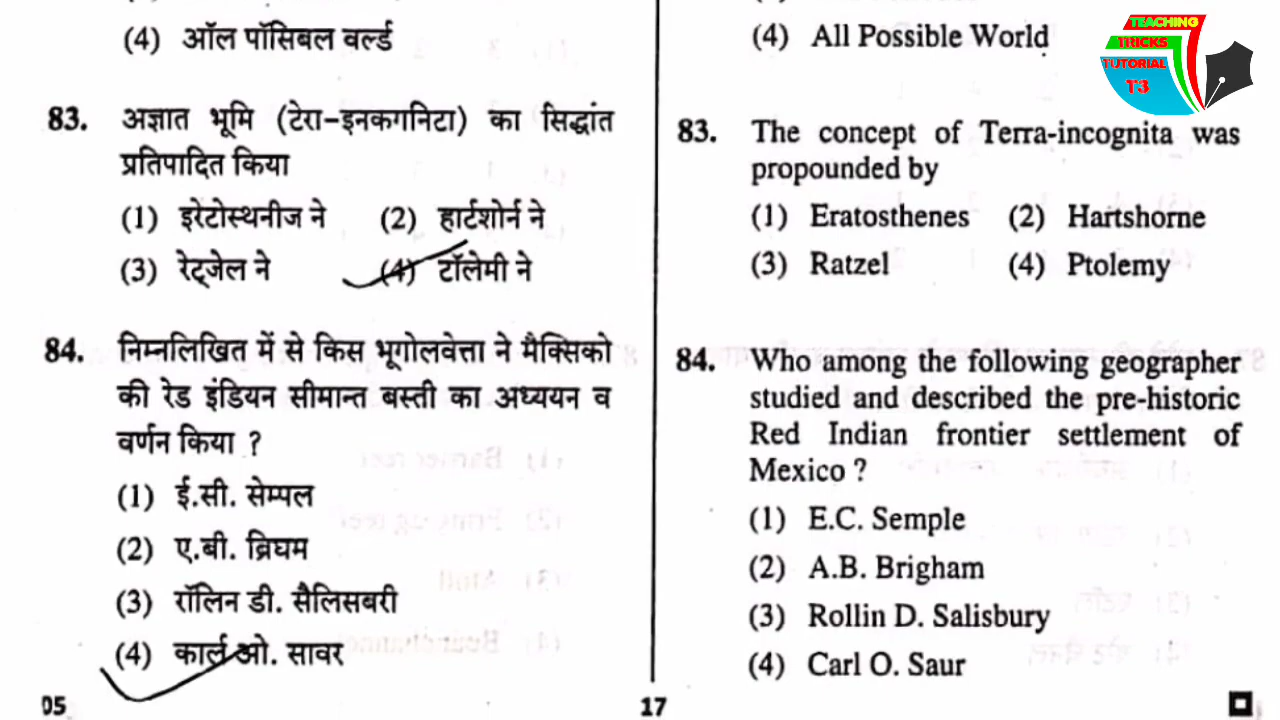 (4) ऑल पॉसिबल वर्ल्ड
83. अज्ञात भूमि (टेरा-इनकगनिटा) का सिद्धांत
प्रतिपादित किया
(1) इरेटोस्थनीज ने (2) हार्टशोर्न ने
(3) रेट्जेल ने (4) टॉलेमी ने
84. निम्नलिखित में से किस भूगोलवेत्ता ने मैक्सिको
की रेड इंडियन सीमान्त बस्ती का अध्ययन व
वर्णन किया ?
(1) ई.सी. सेम्पल
(2) ए.बी. ब्रिघम
(3) रॉलिन डी. सैलिसबरी
(4) कार्ल ओ. सावर
05
17
(4) All Possible World
83. The concept of Terra-incognita was
propounded by
(1) Eratosthenes (2) Hartshorne
(3) Ratzel (4) Ptolemy
84. Who among the following geographer
studied and described the pre-historic
Red Indian frontier settlement of
Mexico ?
(1) E.C. Semple
(2) A.B. Brigham
(3) Rollin D. Salisbury
(4) Carl O. Saur
TEACHING
TRICKS
TUTORIAL
T3